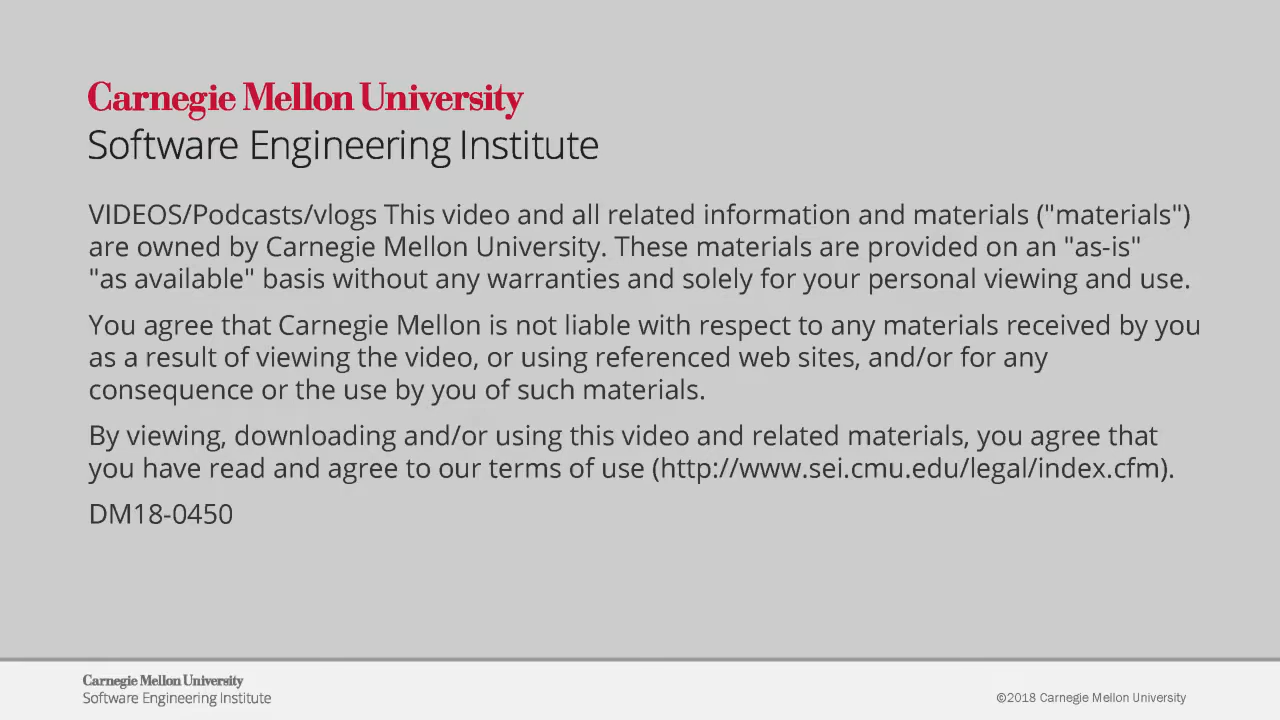 Carnegie Mellon University
Software Engineering Institute
VIDEOS/Podcasts/vlogs This video and all related information and materials ("materials")
are owned by Carnegie Mellon University. These materials are provided on an "as-is"
"as available" basis without any warranties and solely for your personal viewing and use.
You agree that Carnegie Mellon is not liable with respect to any materials received by you
as a result of viewing the video, or using referenced web sites, and/or for any
consequence or the use by you of such materials.
By viewing, downloading and/or using this video and related materials, you agree that
you have read and agree to our terms of use (http://www.sei.cmu.edu/legal/index.cfm).
DM18-0450
Carnegie Mellon University
Software Engineering Institute
©2018 Carnegie Mellon University